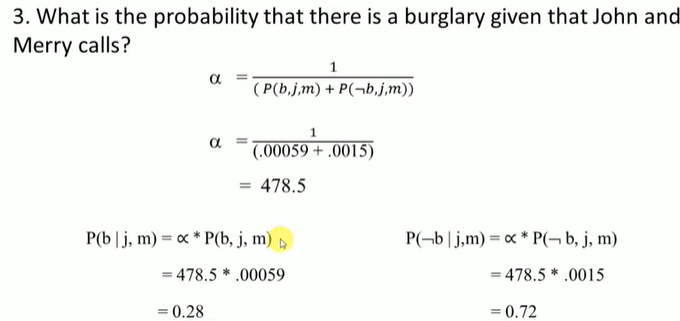 3. What is the probability that there is a burglary given that John and
Merry calls?
α = 1 / ( P(b,j,m) + P(¬b,j,m))
α = 1 / (.00059 + .0015)
= 478.5
P(b | j, m) = ∝ * P(b, j, m)
= 478.5 * .00059
= 0.28
P(¬b | j,m) = ∝ * P(¬ b, j, m)
= 478.5 * .0015
= 0.72